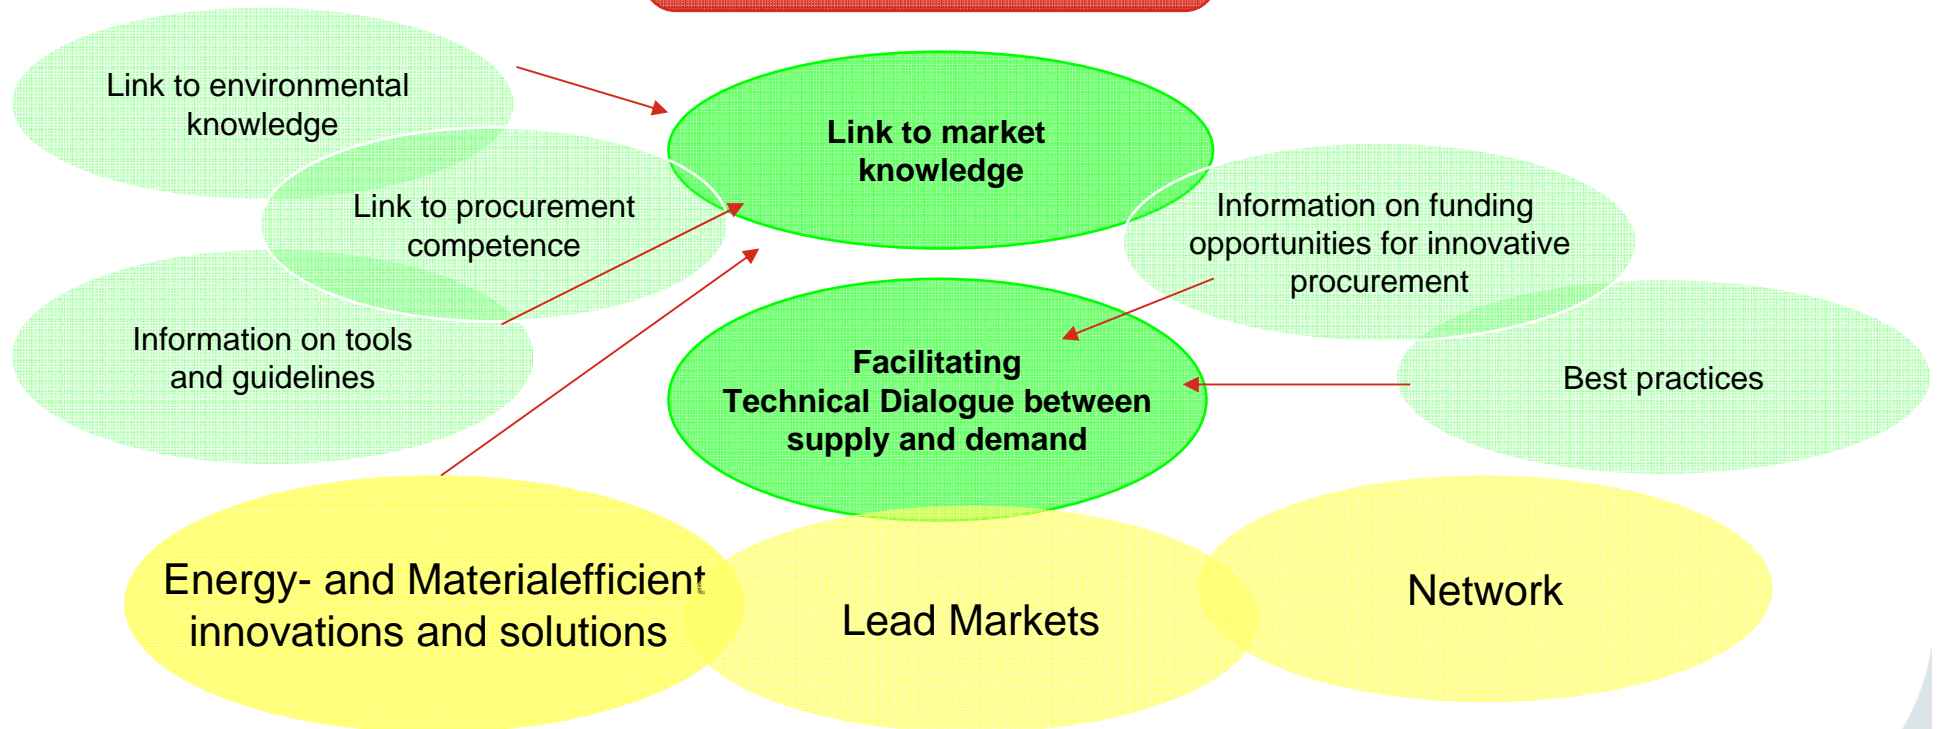 Link to environmental
knowledge
Link to market
knowledge
Link to procurement
competence
Information on funding
opportunities for innovative
procurement
Information on tools
and guidelines
Facilitating
Technical Dialogue between
supply and demand
Best practices
Energy- and Materialefficient
innovations and solutions
Lead Markets
Network